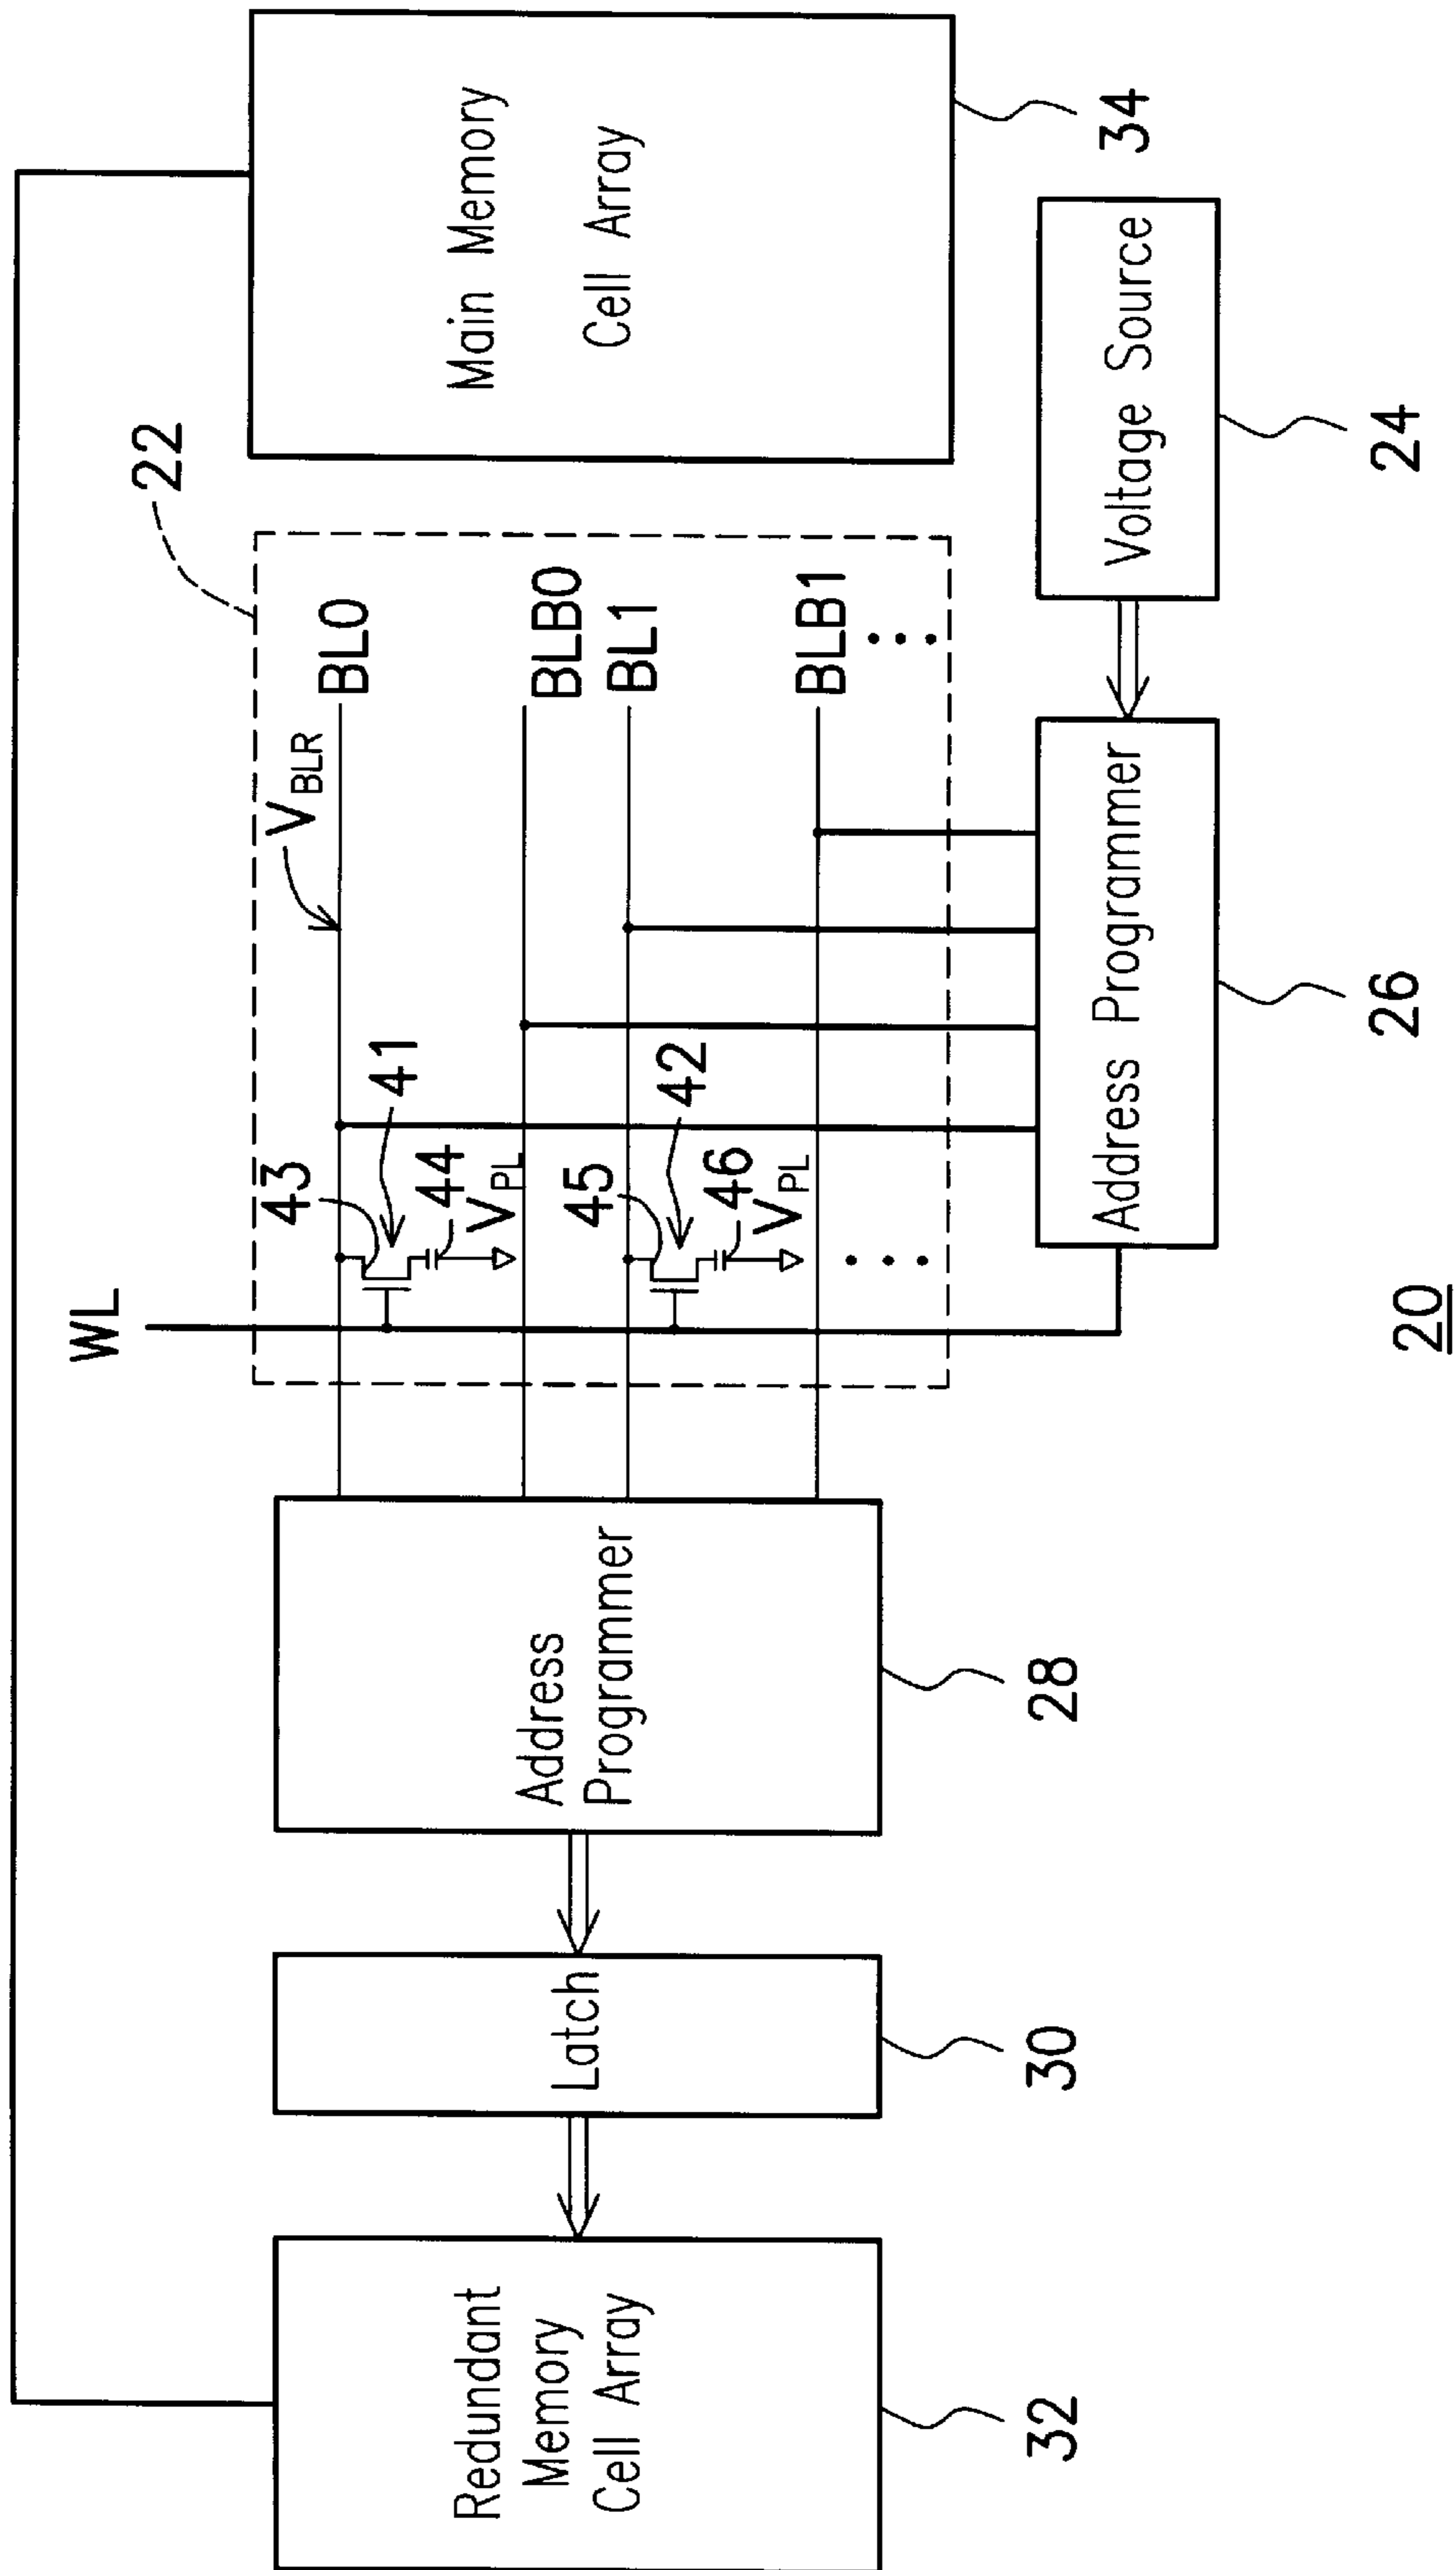 WL
22
BL0
V_BLR
43
41
44
V_PL
BLB0
BL1
45
42
46
V_PL
BLB1
Redundant
Memory
Cell Array
32
Latch
30
Address
Programmer
28
Main Memory
Cell Array
34
Address Programmer
26
Voltage Source
24
20